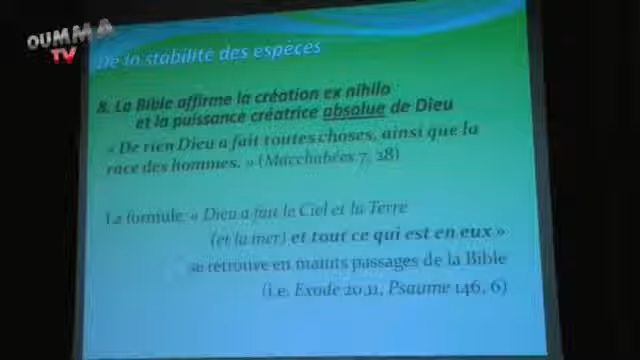 OUMMA
TV
De la stabilité des espèces
8. La Bible affirme la création ex nihilo
et la puissance créatrice absolue de Dieu
« De rien Dieu a fait toutes choses, ainsi que la
race des hommes. » (Macchabées 7, 28)
La formule: « Dieu a fait le Ciel et la Terre
(et la mer) et tout ce qui est en eux »
se retrouve en maints passages de la Bible
(i.e. Exode 20,11, Psaume 146, 6)